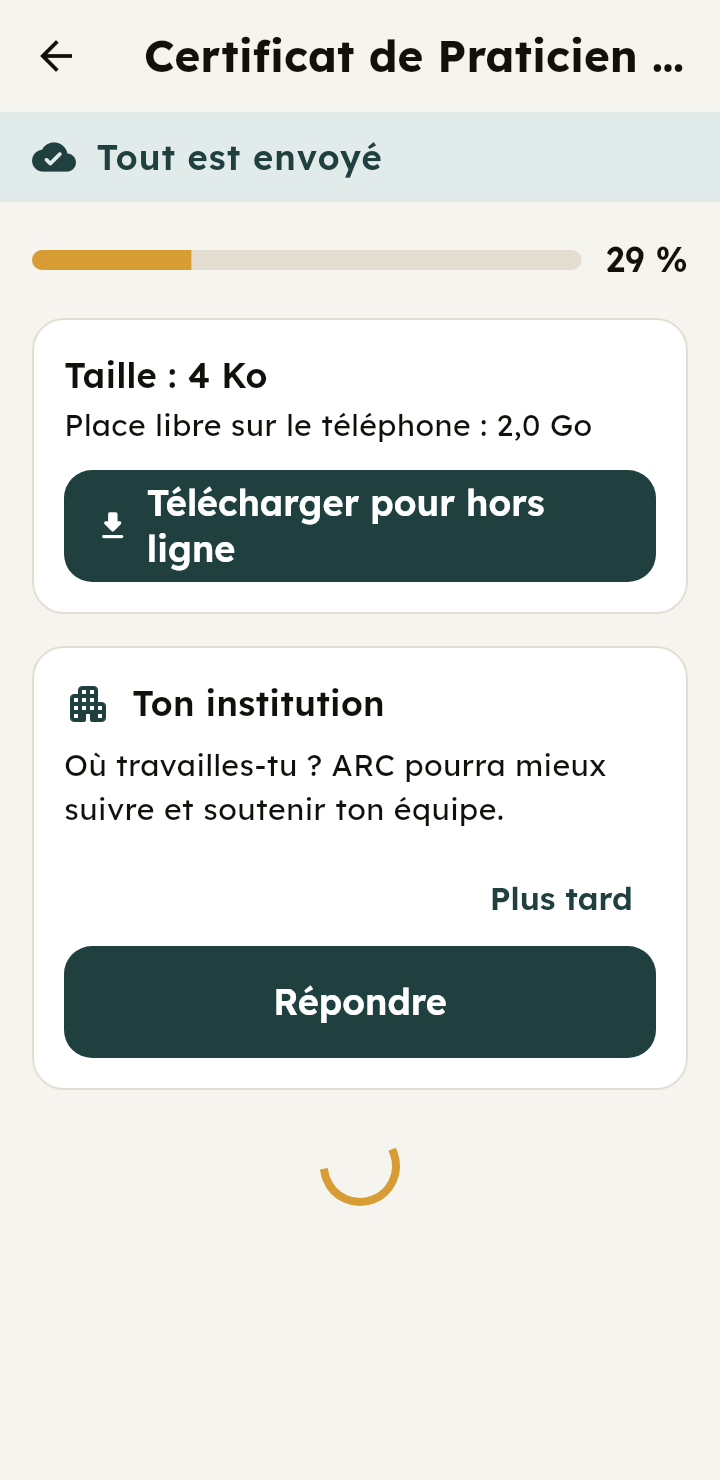 Certificat de Praticien ...
Tout est envoyé
29 %
Taille : 4 Ko
Place libre sur le téléphone : 2,0 Go
Télécharger pour hors
ligne
Ton institution
Où travailles-tu ? ARC pourra mieux
suivre et soutenir ton équipe.
Plus tard
Répondre